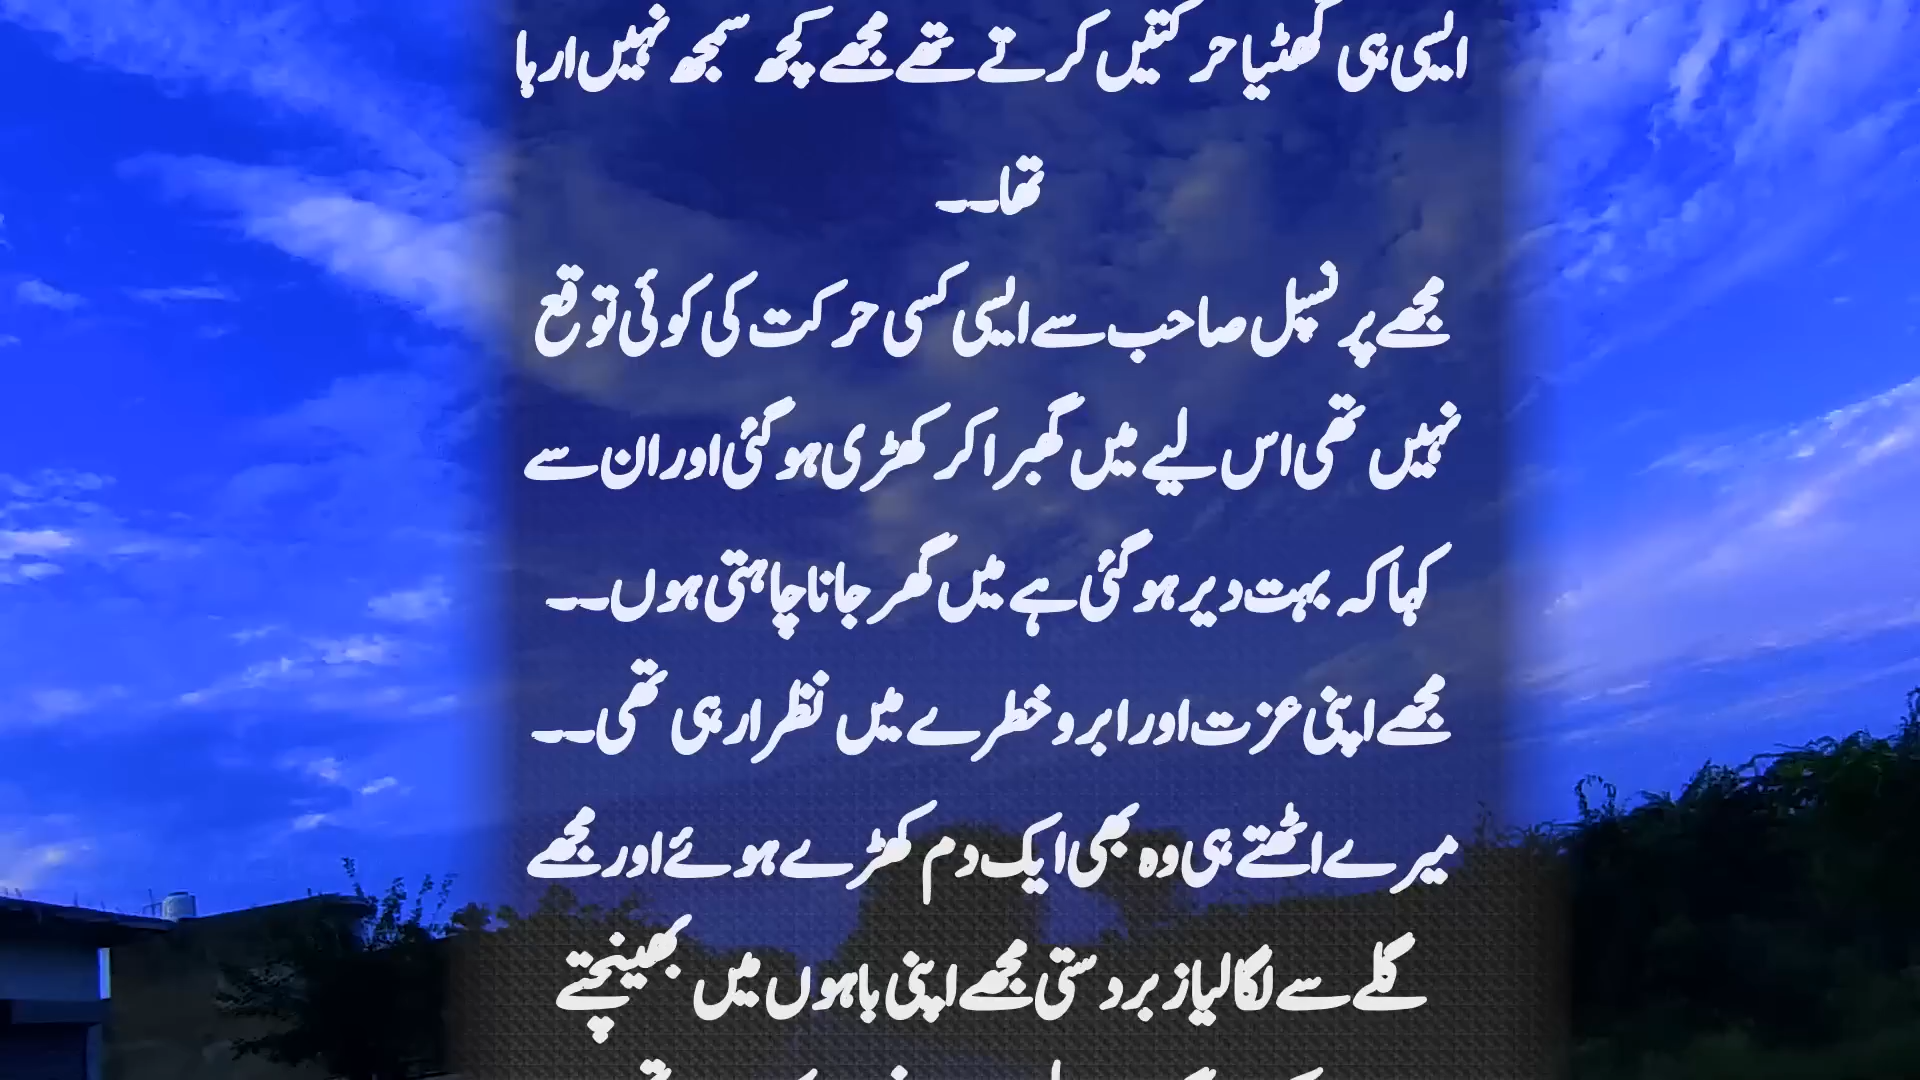 ایسی ہی گھٹیا حرکتیں کرتے تھے مجھے کچھ سمجھ نہیں ارہا
تھا۔۔
مجھے پرنسپل صاحب سے ایسی کسی حرکت کی کوئی توقع
نہیں تھی اس لیے میں گھبرا کر کھڑی ہو گئی اور ان سے
کہا کہ بہت دیر ہو گئی ہے میں گھر جانا چاہتی ہوں۔۔
مجھے اپنی عزت اور ابرو خطرے میں نظر ارہی تھی۔۔
میرے اٹھتے ہی وہ بھی ایک دم کھڑے ہوئے اور مجھے
گلے سے لگا لیا زبردستی مجھے اپنی باہوں میں بھینچتے